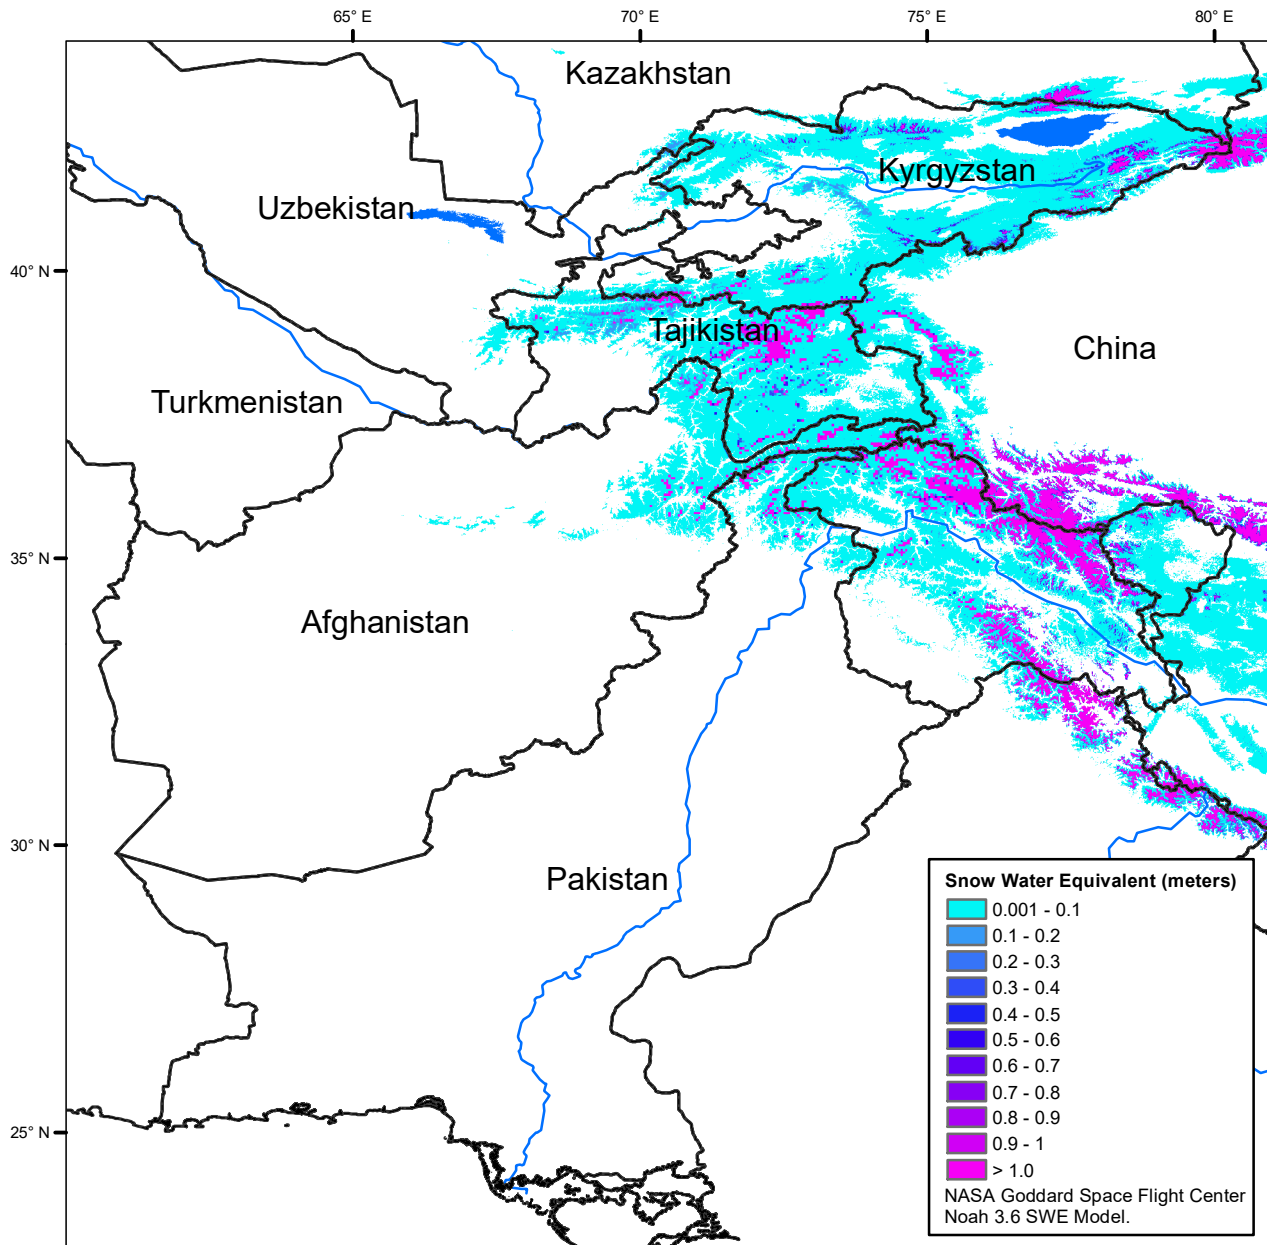 65° E
70° E
75° E
80° E
Kazakhstan
Kyrgyzstan
Uzbekistan
40° N
Tajikistan
China
Turkmenistan
35° N
Afghanistan
30° N
Pakistan
25° N
Snow Water Equivalent (meters)
0.001 - 0.1
0.1 - 0.2
0.2 - 0.3
0.3 - 0.4
0.4 - 0.5
0.5 - 0.6
0.6 - 0.7
0.7 - 0.8
0.8 - 0.9
0.9 - 1
> 1.0
NASA Goddard Space Flight Center
Noah 3.6 SWE Model.